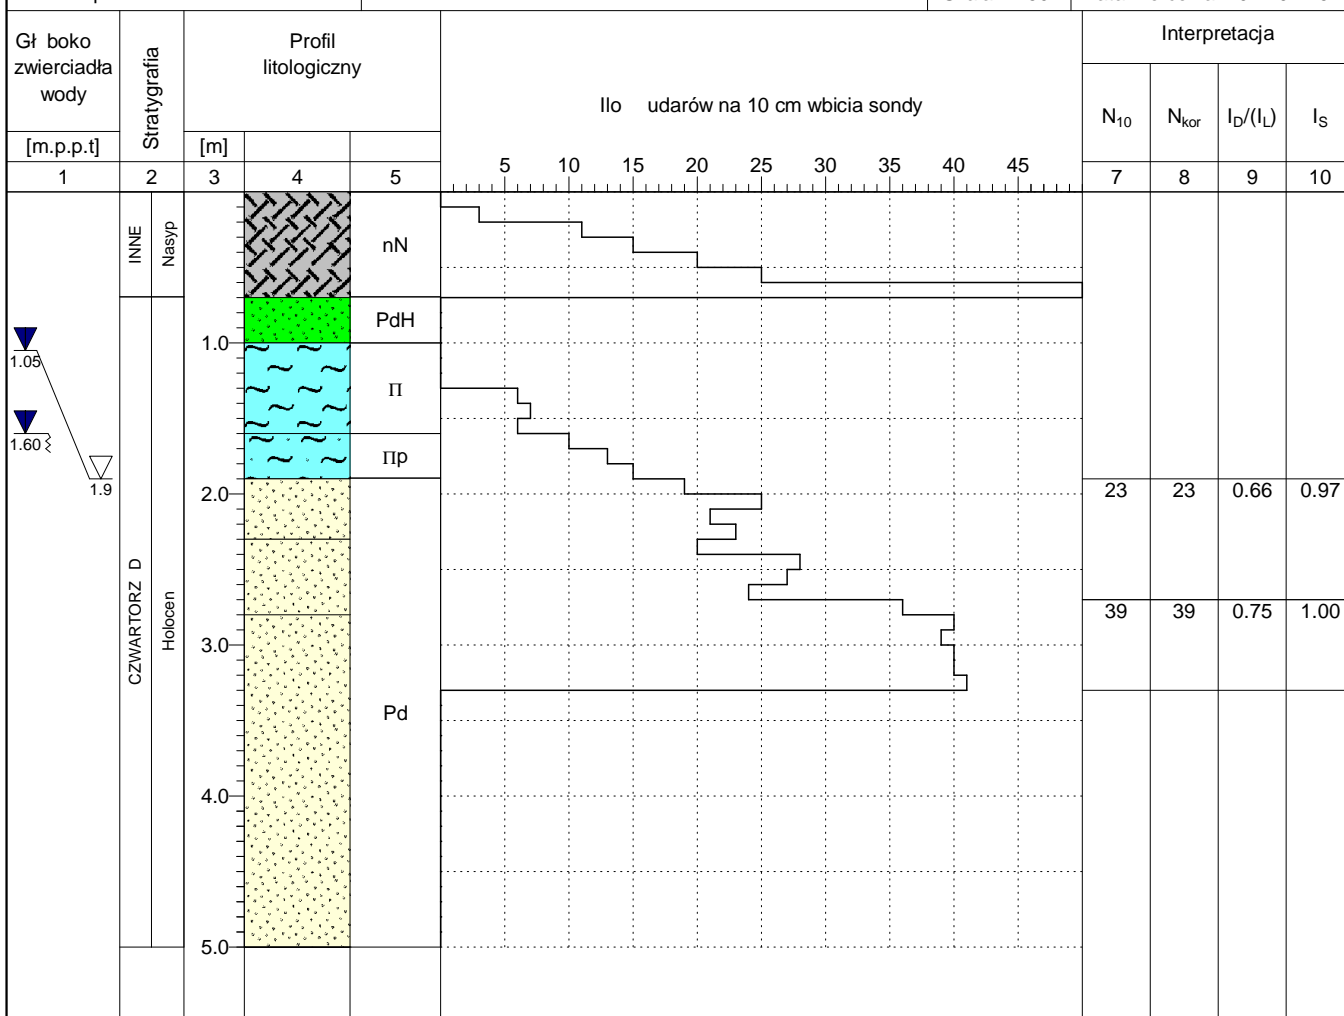 Gł boko
zwierciadła
wody
[m.p.p.t]
Stratygrafia
Profil
litologiczny
[m]
Ilo udarów na 10 cm wbicia sondy
Interpretacja
N10
Nkor
ID/(IL)
IS
5 10 15 20 25 30 35 40 45
1 2 3 4 5 7 8 9 10
INNE
Nasyp
nN
PdH
1.0
1.05
П
1.60
Пp
1.9
2.0
23 23 0.66 0.97
39 39 0.75 1.00
CZWARTORZ D
Holocen
3.0
Pd
4.0
5.0